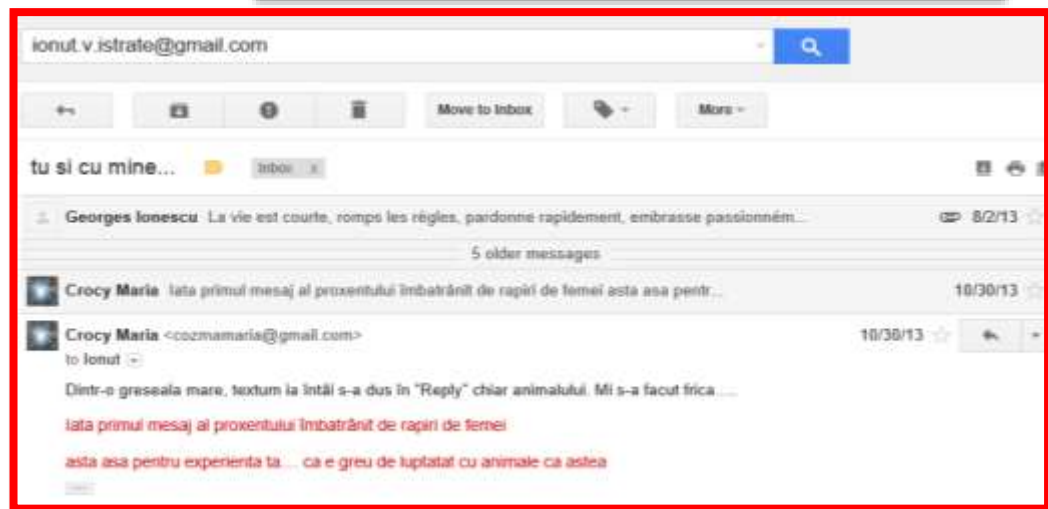 ionut.v.istrate@gmail.com
Move to Inbox More
tu si cu mine... Inbox x
Georges Ionescu La vie est courte, romps les règles, pardonne rapidement, embrasse passionném... 8/2/13
5 older messages
Crocy Maria Iata primul mesaj al proxentului îmbatrânit de rapiri de femei asta asa pentr... 10/30/13
Crocy Maria <cozmamaria@gmail.com> 10/30/13
to Ionut
Dintr-o greseala mare, textum ia întâi s-a dus în "Reply" chiar animalului. Mi s-a facut frica.....
Iata primul mesaj al proxentului îmbatrânit de rapiri de femei
asta asa pentru experienta ta.... ca e greu de luptatat cu animale ca astea